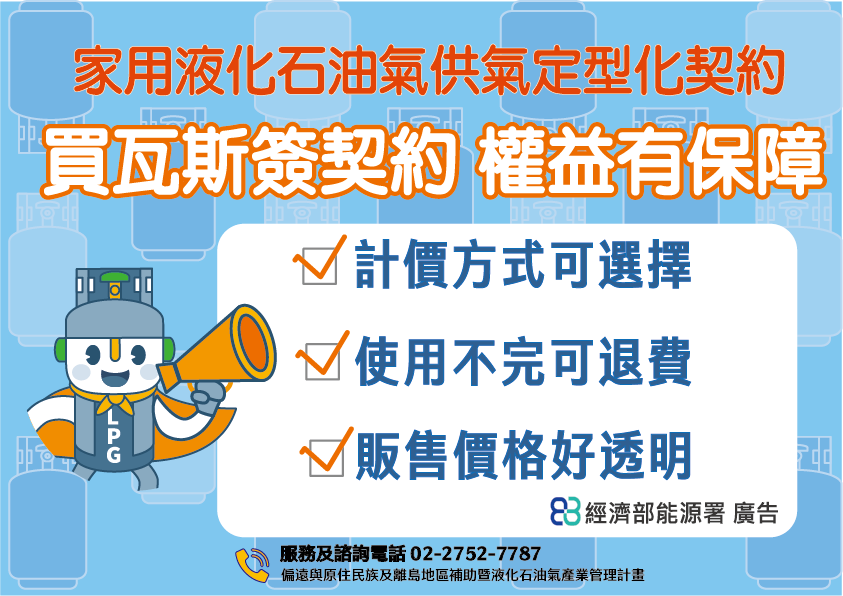 家用液化石油氣供氣定型化契約
買瓦斯簽契約 權益有保障
計價方式可選擇
使用不完可退費
販售價格好透明
LPG
經濟部能源署 廣告
服務及諮詢電話 02-2752-7787
偏遠與原住民族及離島地區補助暨液化石油氣產業管理計畫